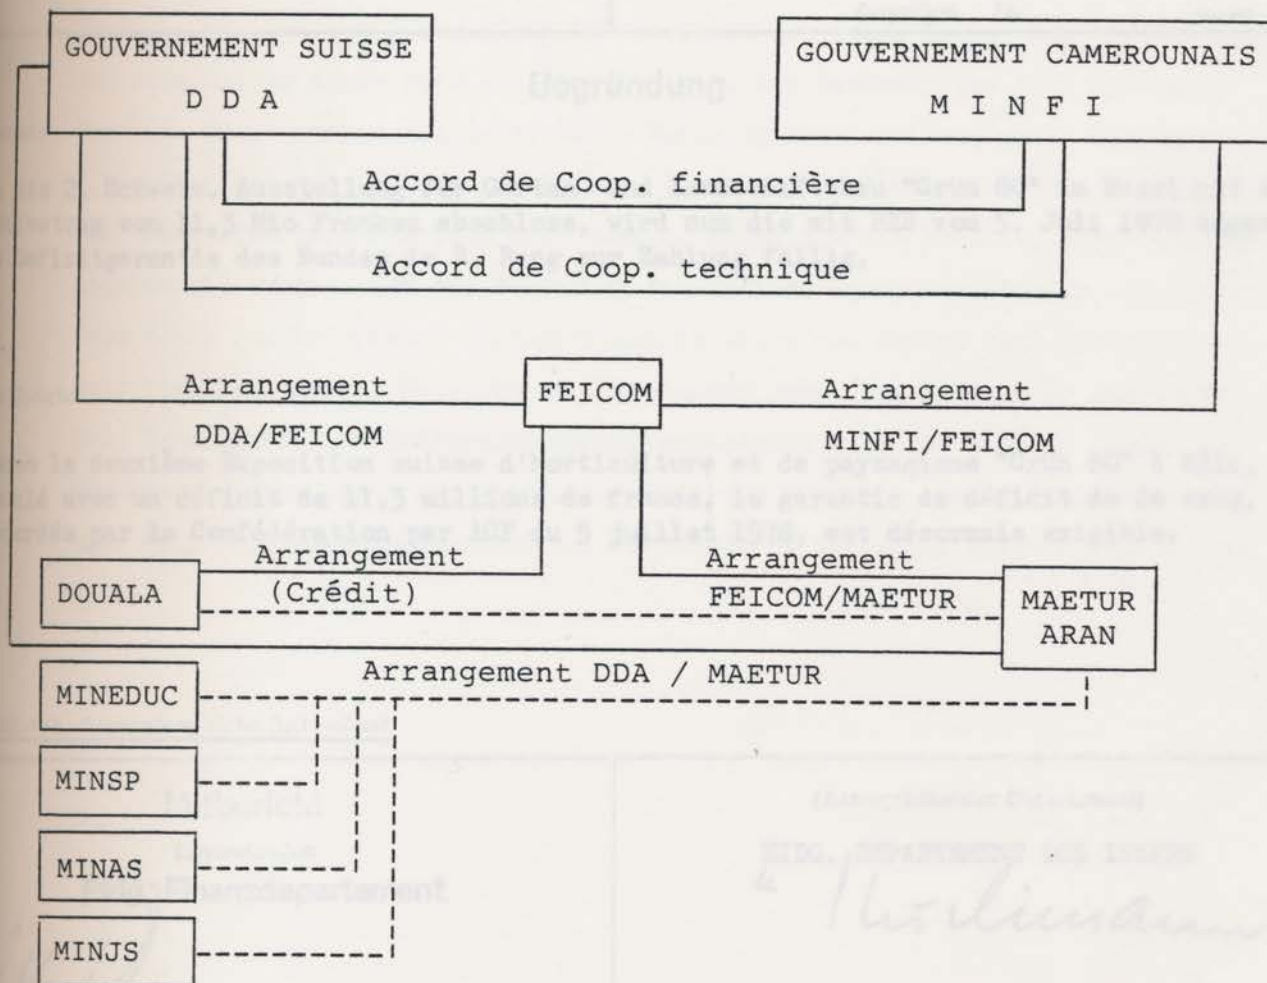 GOUVERNEMENT SUISSE
D D A
GOUVERNEMENT CAMEROUNAIS
M I N F I
Begründung
Accord de Coop. financière
Accord de Coop. technique
Arrangement
DDA/FEICOM
FEICOM
Arrangement
MINFI/FEICOM
Arrangement
(Crédit)
Arrangement
FEICOM/MAETUR
DOUALA
MAETUR
ARAN
Arrangement DDA / MAETUR
MINEDUC
MINSP
MINAS
MINJS